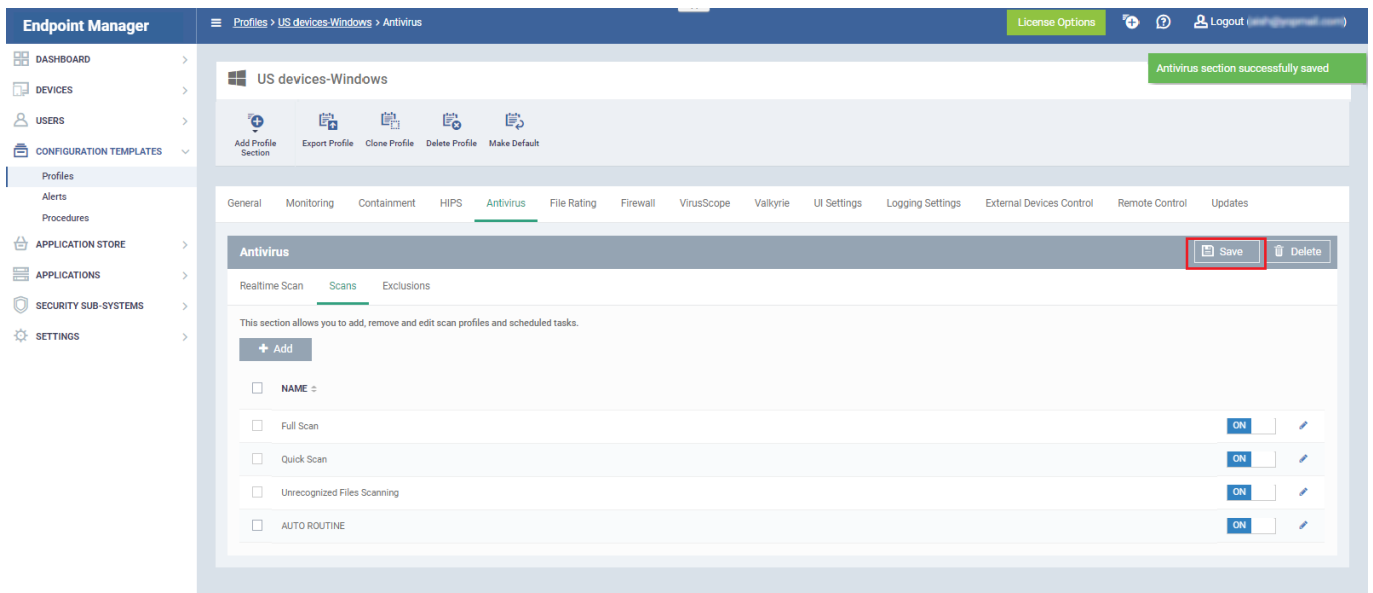 Endpoint Manager
Profiles > US devices-Windows > Antivirus
License Options
Logout (
)
DASHBOARD
DEVICES
USERS
CONFIGURATION TEMPLATES
Profiles
Alerts
Procedures
APPLICATION STORE
APPLICATIONS
SECURITY SUB-SYSTEMS
SETTINGS
US devices-Windows
Antivirus section successfully saved
Add Profile
Section
Export Profile
Clone Profile
Delete Profile
Make Default
General Monitoring Containment HIPS Antivirus File Rating Firewall VirusScope Valkyrie UI Settings Logging Settings External Devices Control Remote Control Updates
Antivirus
Save
Delete
Realtime Scan Scans Exclusions
This section allows you to add, remove and edit scan profiles and scheduled tasks.
+ Add
NAME
Full Scan ON
Quick Scan ON
Unrecognized Files Scanning ON
AUTO ROUTINE ON